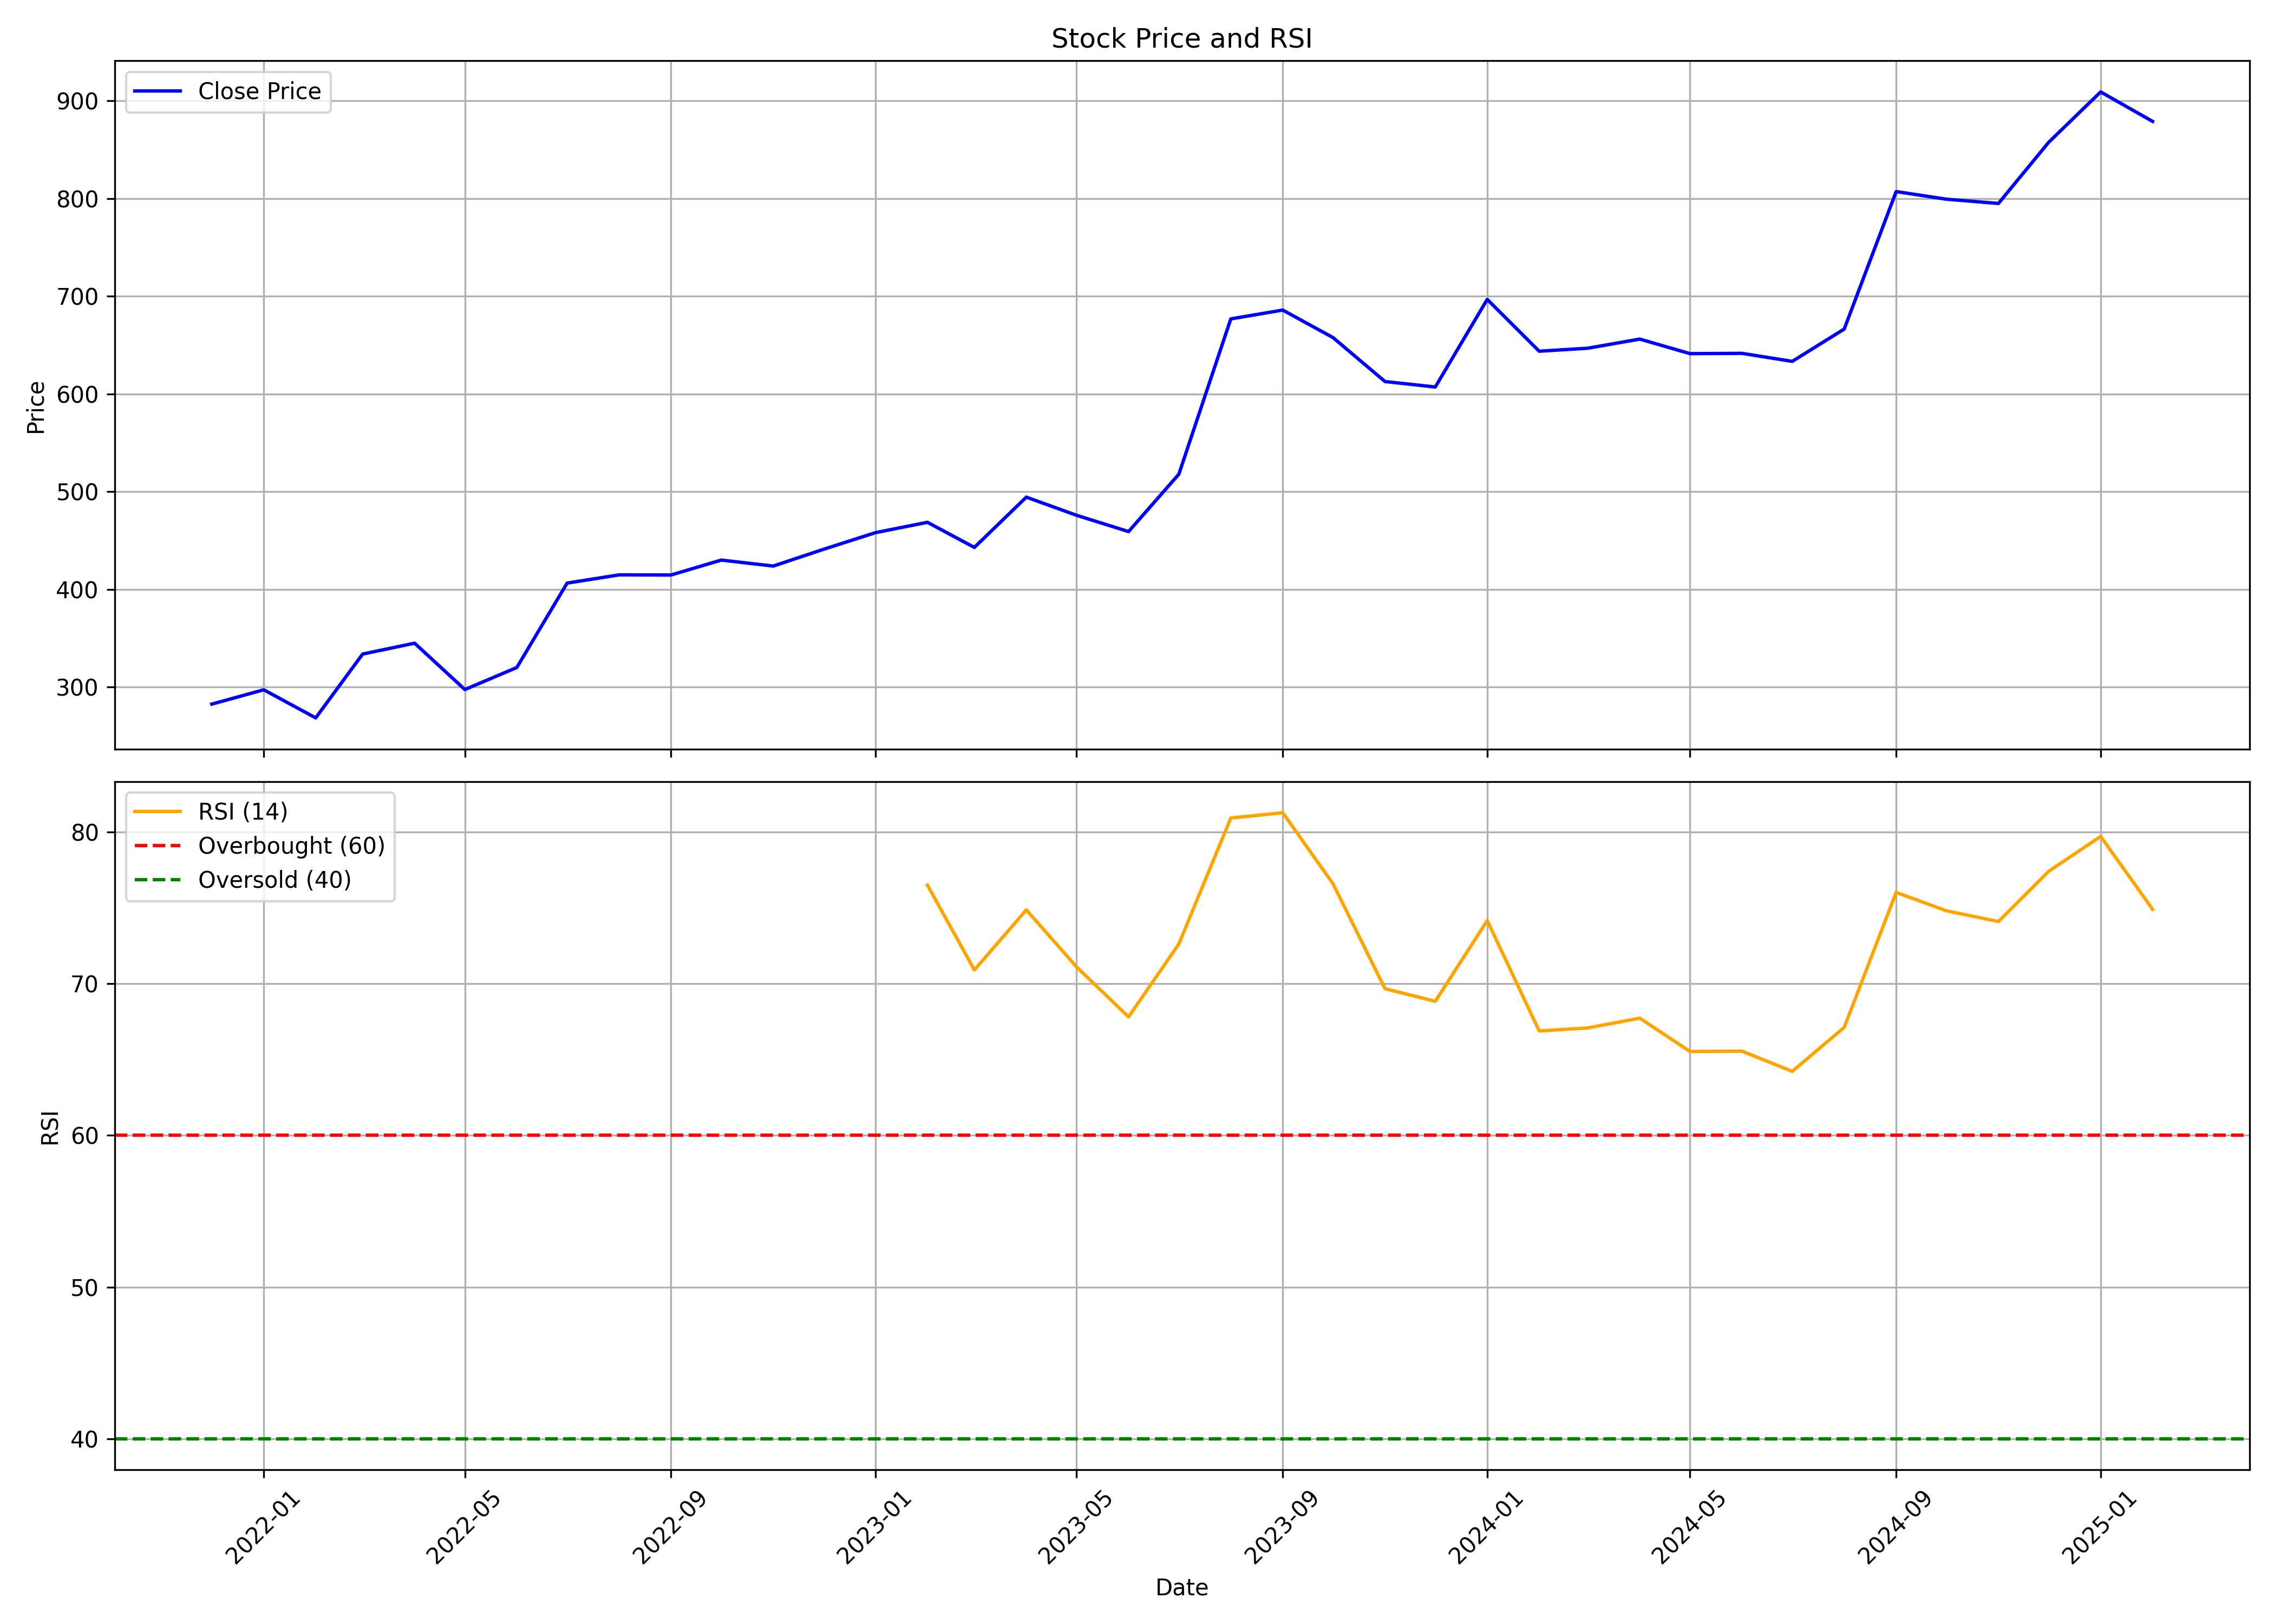 Stock Price and RSI
Close Price
Price
900
800
700
600
500
400
300
RSI (14)
Overbought (60)
Oversold (40)
RSI
80
70
60
50
40
2022-01
2022-05
2022-09
2023-01
2023-05
2023-09
2024-01
2024-05
2024-09
2025-01
Date